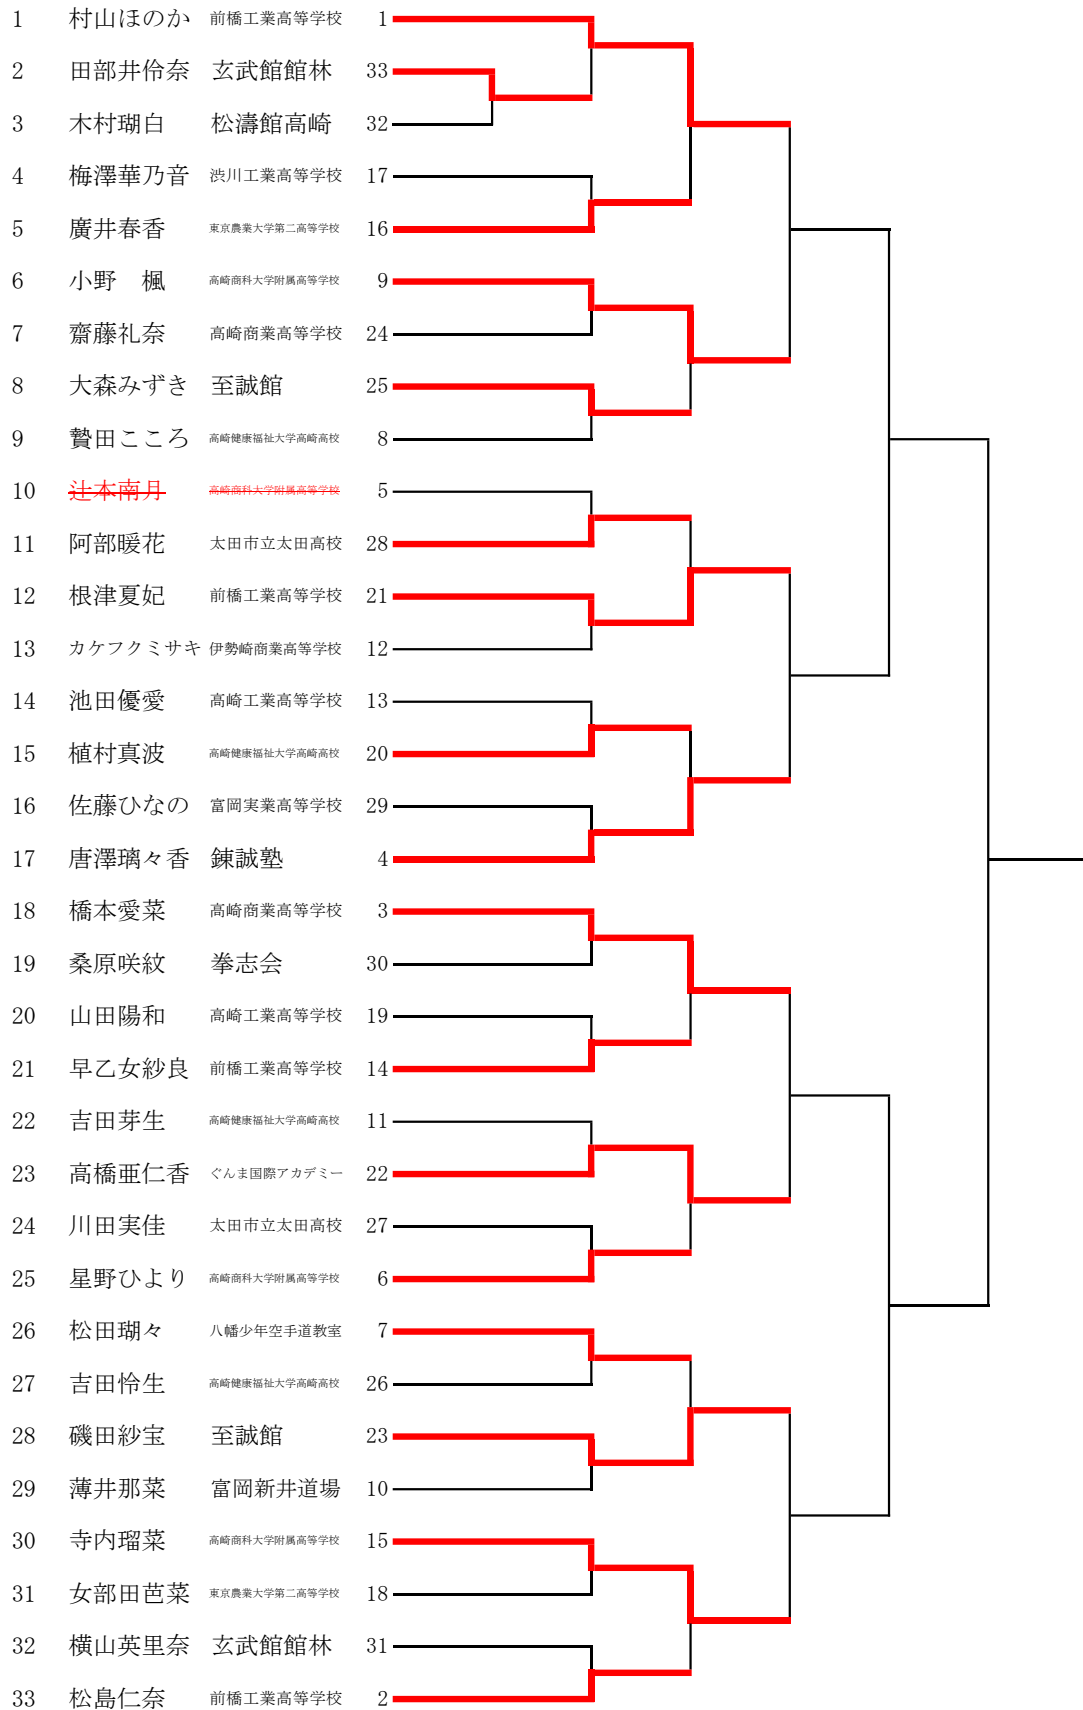 1 村山ほのか 前橋工業高等学校 1
2 田部井伶奈 玄武館館林 33
3 木村瑚白 松濤館高崎 32
4 梅澤華乃音 渋川工業高等学校 17
5 廣井春香 東京農業大学第二高等学校 16
6 小野　楓 高崎商科大学附属高等学校 9
7 齋藤礼奈 高崎商業高等学校 24
8 大森みずき 至誠館 25
9 贄田こころ 高崎健康福祉大学高崎高校 8
10 辻本南月 高崎商科大学附属高等学校 5
11 阿部暖花 太田市立太田高校 28
12 根津夏妃 前橋工業高等学校 21
13 カケフクミサキ 伊勢崎商業高等学校 12
14 池田優愛 高崎工業高等学校 13
15 植村真波 高崎健康福祉大学高崎高校 20
16 佐藤ひなの 富岡実業高等学校 29
17 唐澤璃々香 錬誠塾 4
18 橋本愛菜 高崎商業高等学校 3
19 桑原咲紋 拳志会 30
20 山田陽和 高崎工業高等学校 19
21 早乙女紗良 前橋工業高等学校 14
22 吉田芽生 高崎健康福祉大学高崎高校 11
23 高橋亜仁香 ぐんま国際アカデミー 22
24 川田実佳 太田市立太田高校 27
25 星野ひより 高崎商科大学附属高等学校 6
26 松田瑚々 八幡少年空手道教室 7
27 吉田怜生 高崎健康福祉大学高崎高校 26
28 磯田紗宝 至誠館 23
29 薄井那菜 富岡新井道場 10
30 寺内瑠菜 高崎商科大学附属高等学校 15
31 女部田芭菜 東京農業大学第二高等学校 18
32 横山英里奈 玄武館館林 31
33 松島仁奈 前橋工業高等学校 2